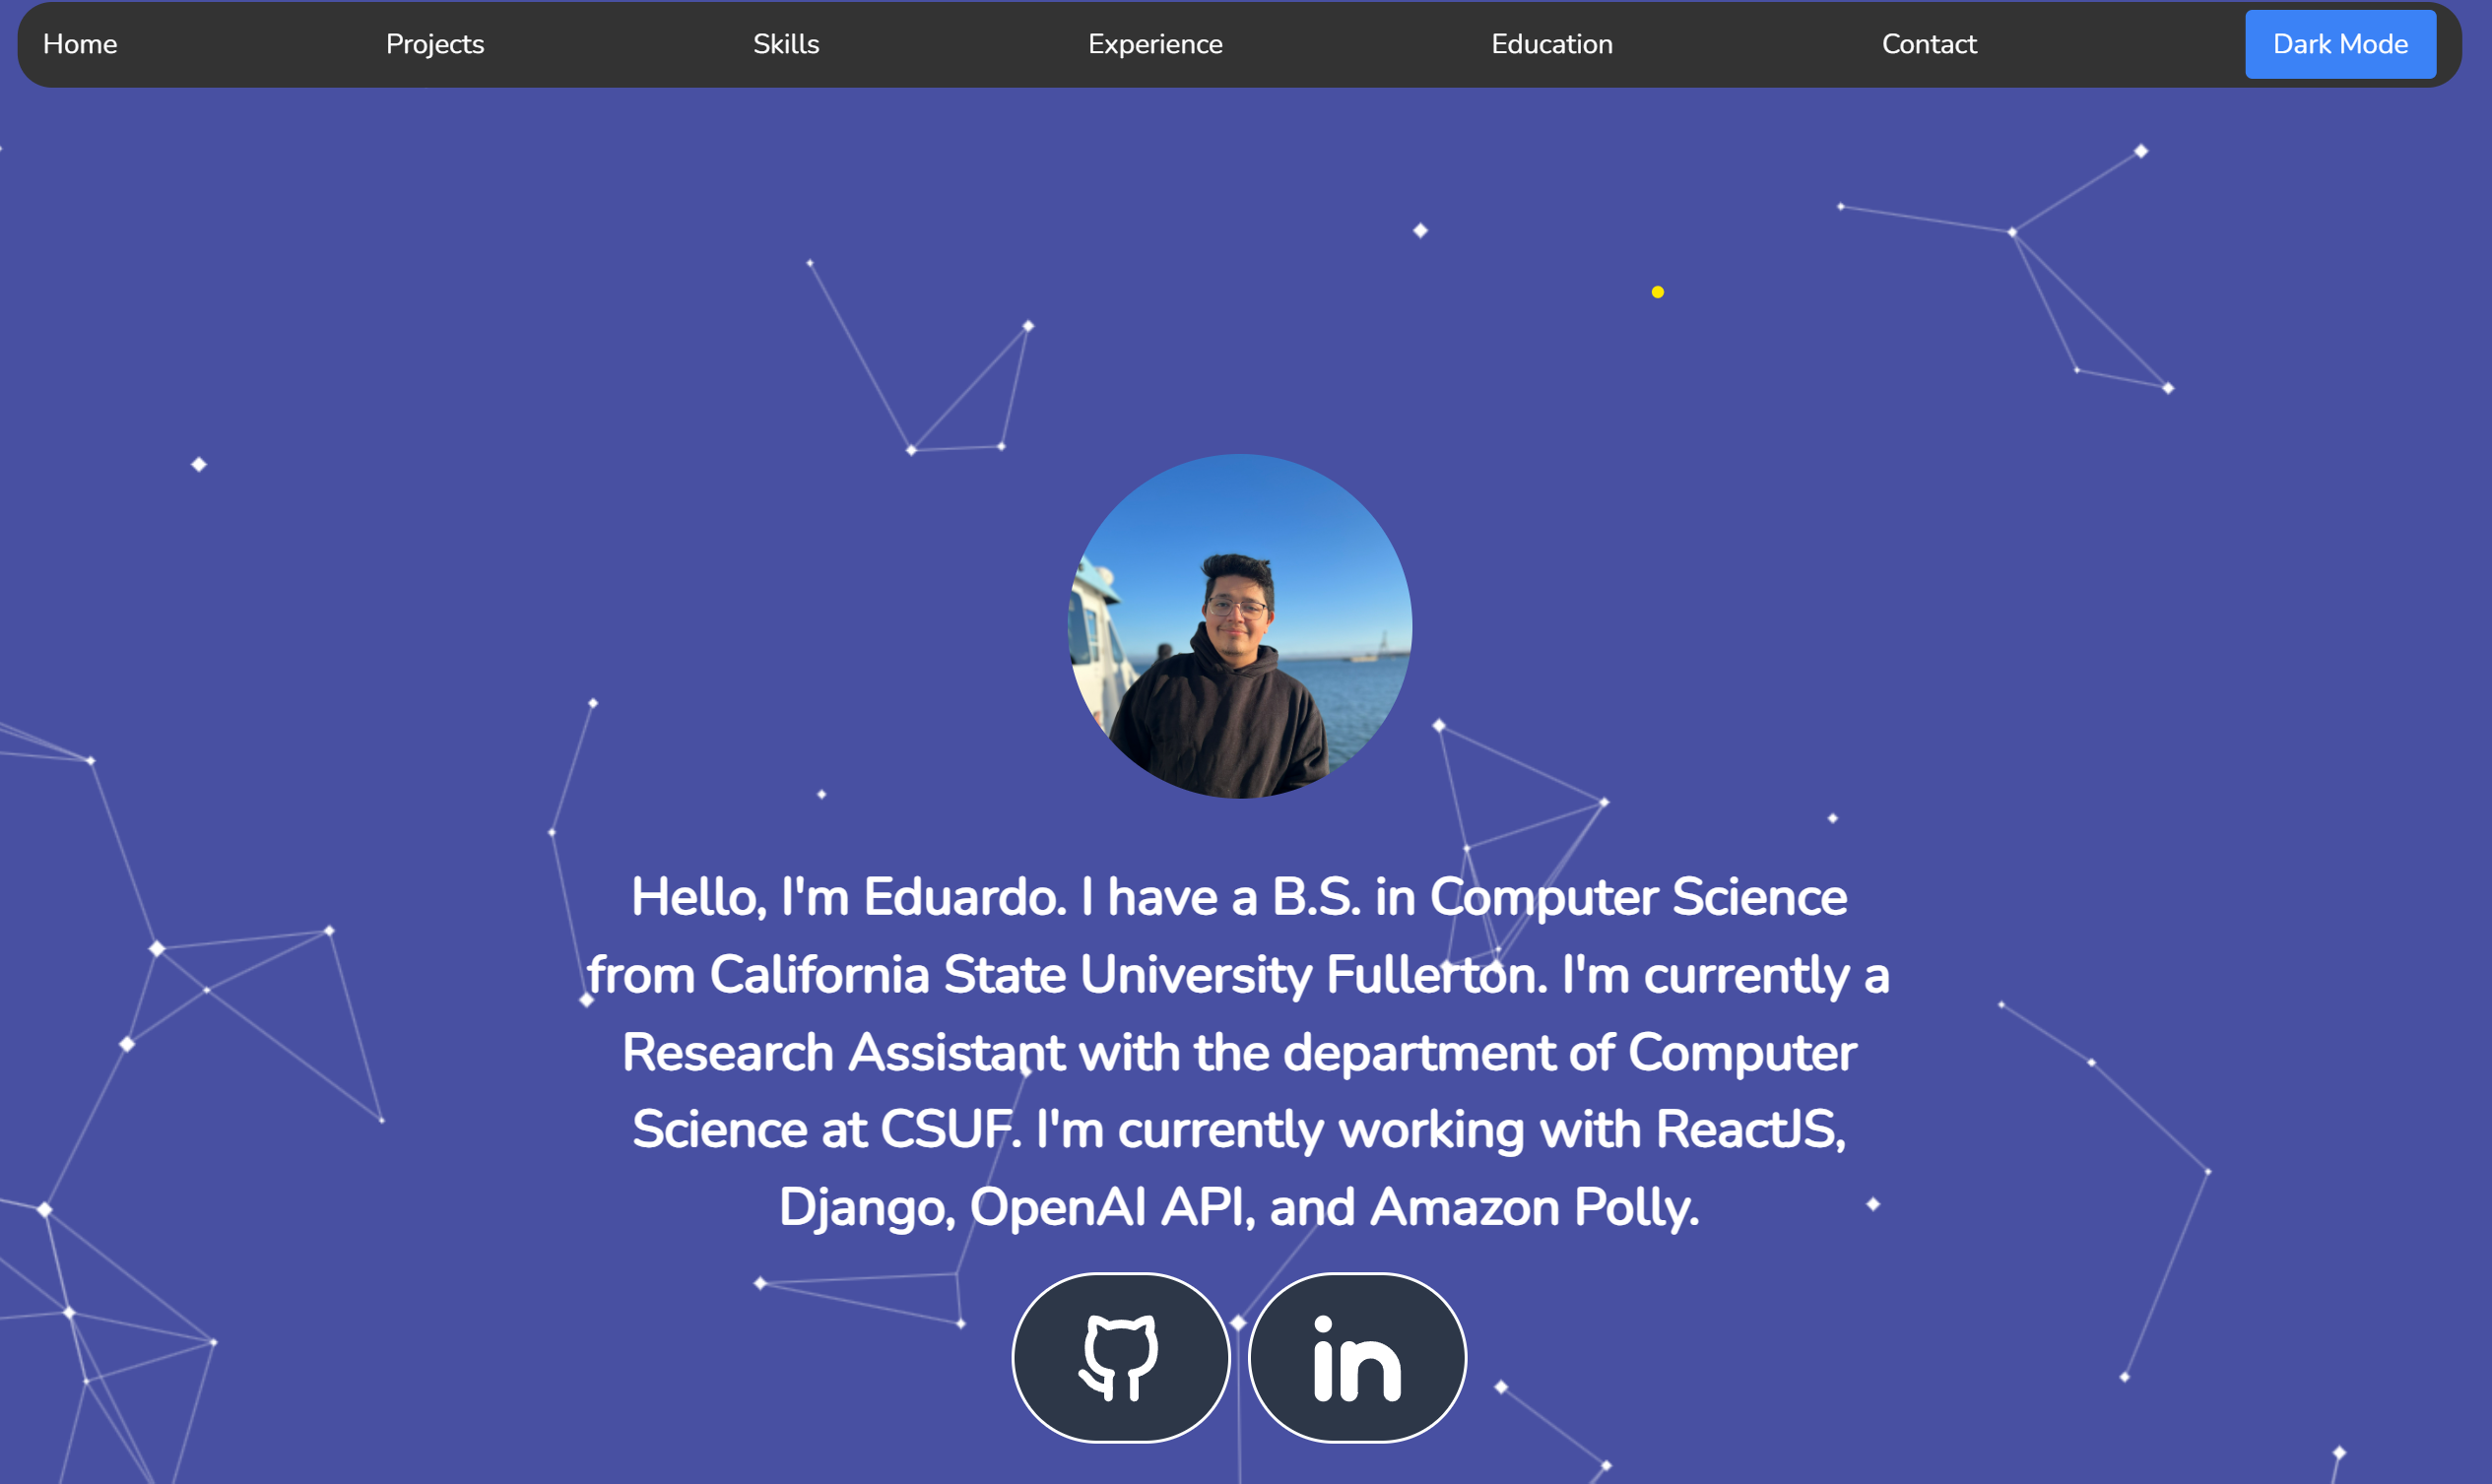 Home Projects Skills Experience Education Contact Dark Mode
Hello, I'm Eduardo. I have a B.S. in Computer Science
from California State University Fullerton. I'm currently a
Research Assistant with the department of Computer
Science at CSUF. I'm currently working with ReactJS,
Django, OpenAI API, and Amazon Polly.
in